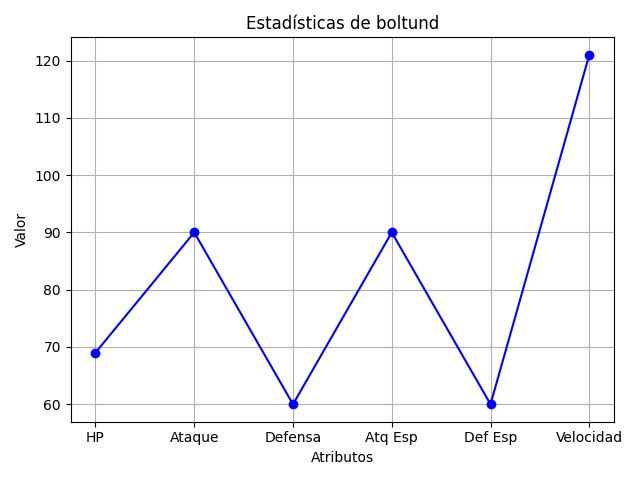 Estadísticas de boltund
Valor
120
110
100
90
80
70
60
HP Ataque Defensa Atq Esp Def Esp Velocidad
Atributos